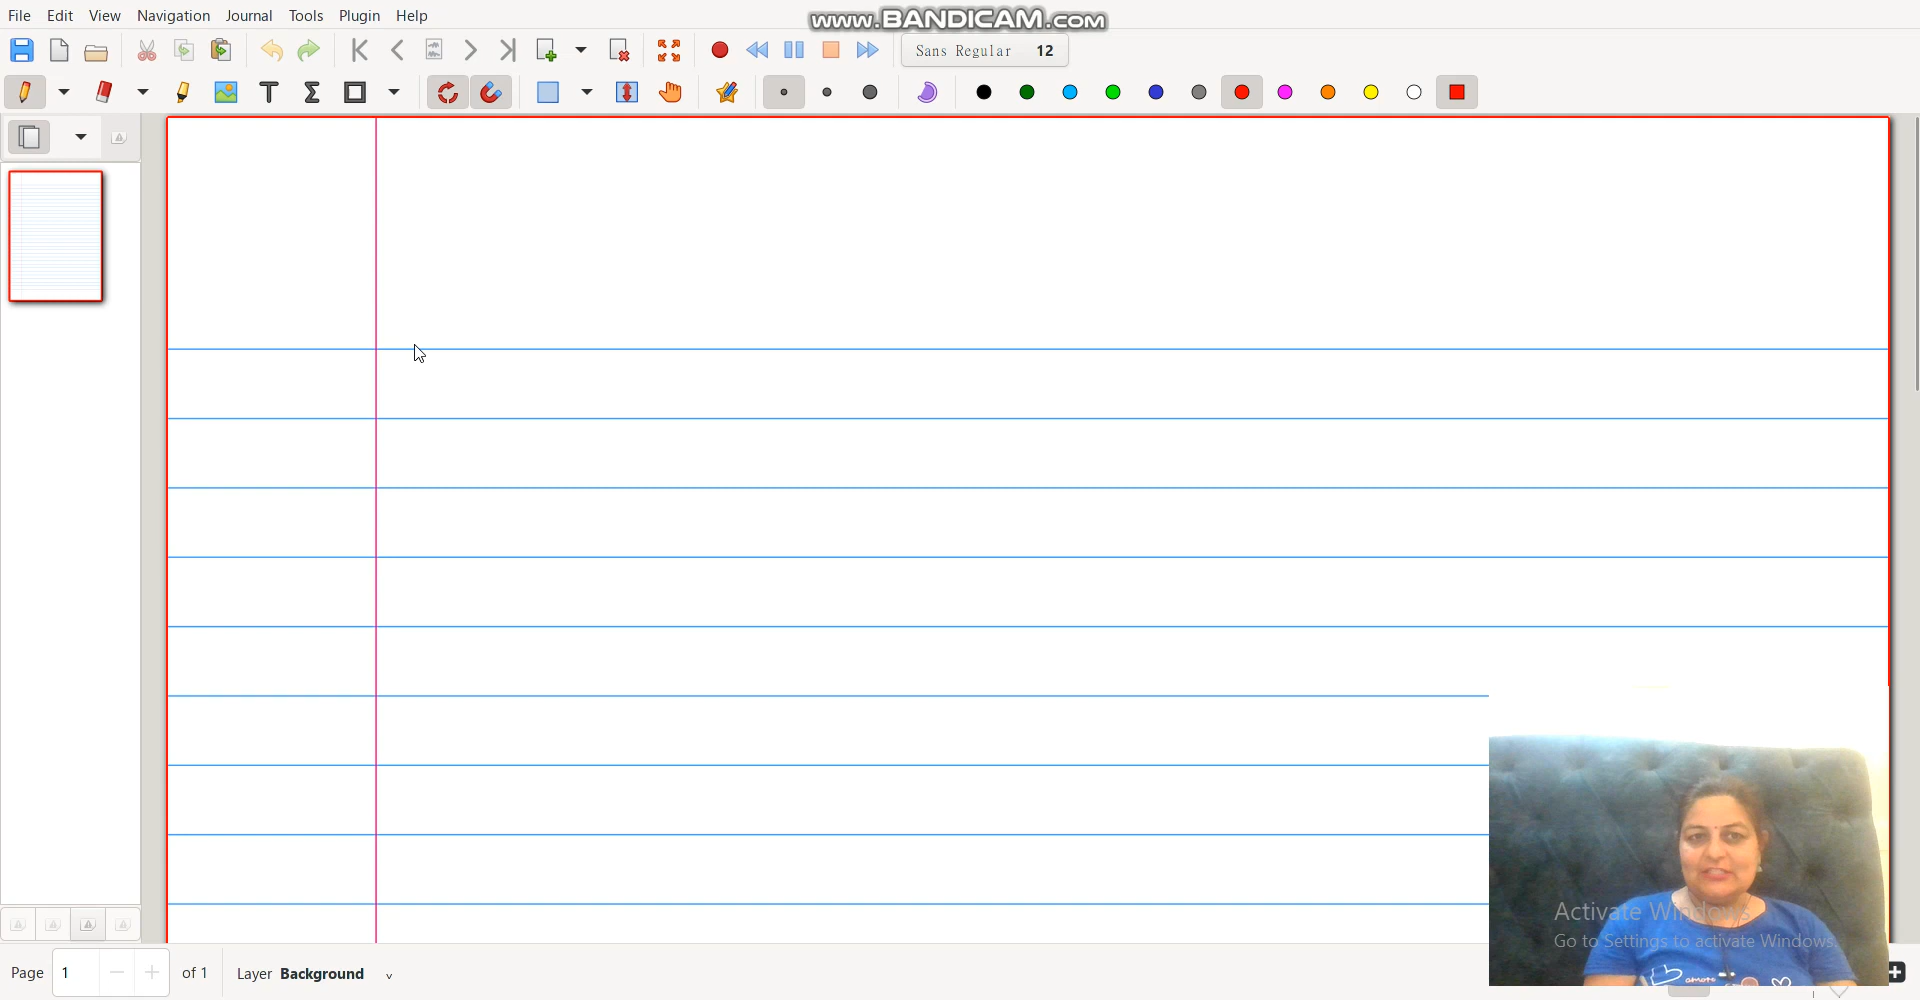 File Edit View Navigation Journal Tools Plugin Help
www.BANDICAM.com
Sans Regular 12
Activate Windows
Go to Settings to activate Windows.
amore
Page 1 of 1 Layer Background